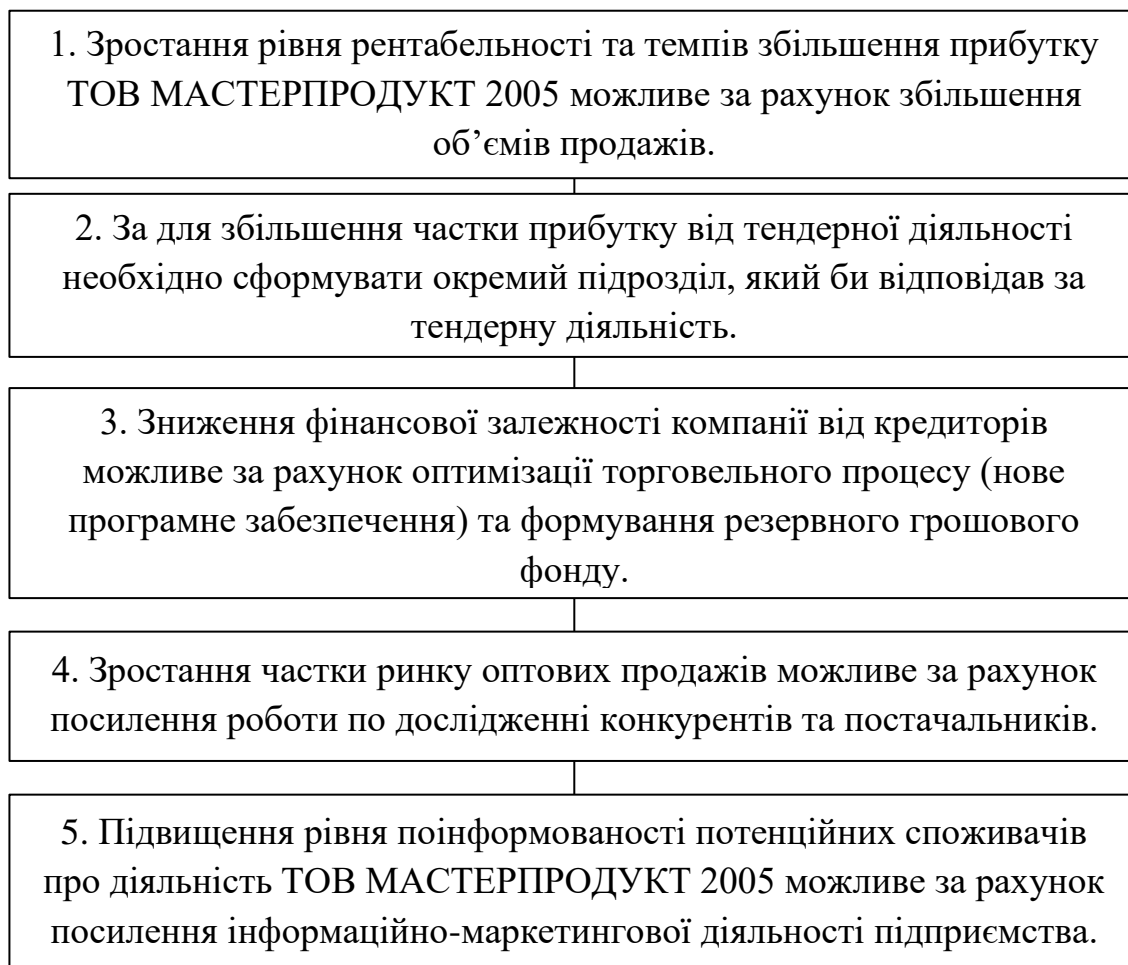 1. Зростання рівня рентабельності та темпів збільшення прибутку
ТОВ МАСТЕРПРОДУКТ 2005 можливе за рахунок збільшення
об’ємів продажів.
2. За для збільшення частки прибутку від тендерної діяльності
необхідно сформувати окремий підрозділ, який би відповідав за
тендерну діяльність.
3. Зниження фінансової залежності компанії від кредиторів
можливе за рахунок оптимізації торговельного процесу (нове
програмне забезпечення) та формування резервного грошового
фонду.
4. Зростання частки ринку оптових продажів можливе за рахунок
посилення роботи по дослідженні конкурентів та постачальників.
5. Підвищення рівня поінформованості потенційних споживачів
про діяльність ТОВ МАСТЕРПРОДУКТ 2005 можливе за рахунок
посилення інформаційно-маркетингової діяльності підприємства.